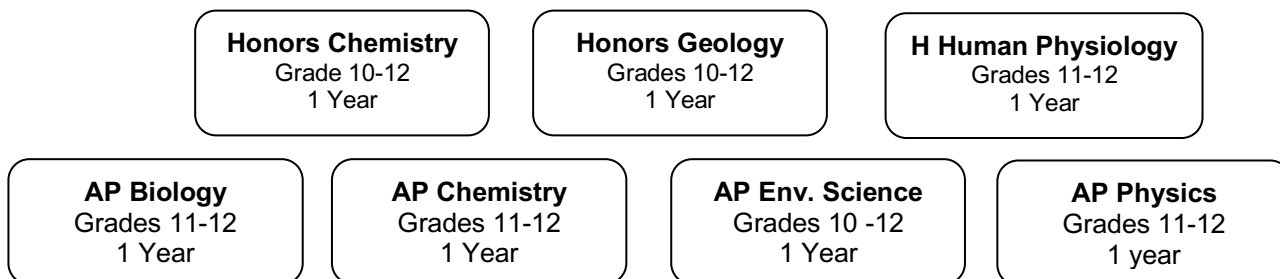 Honors Chemistry
Grade 10-12
1 Year
Honors Geology
Grades 10-12
1 Year
H Human Physiology
Grades 11-12
1 Year
AP Biology
Grades 11-12
1 Year
AP Chemistry
Grades 11-12
1 Year
AP Env. Science
Grades 10 -12
1 Year
AP Physics
Grades 11-12
1 year